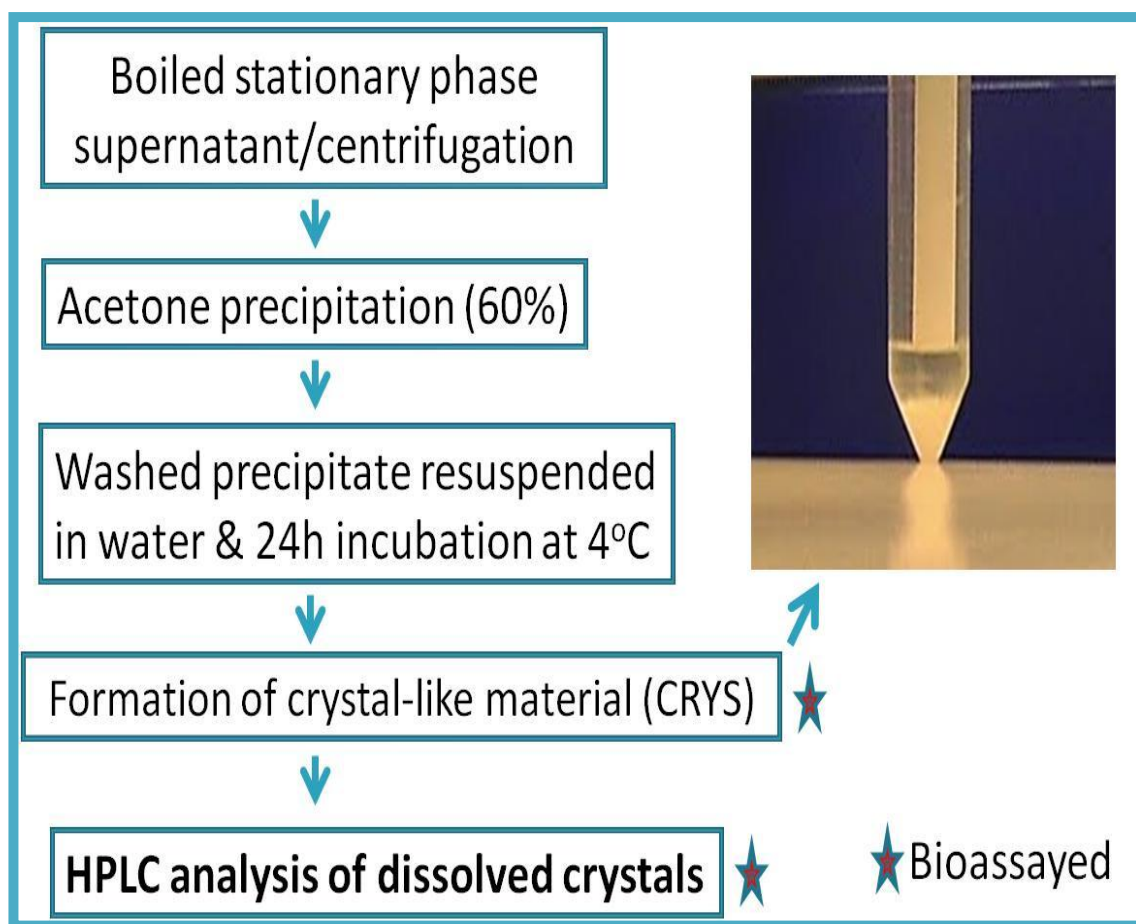 Boiled stationary phase
supernatant/centrifugation
Acetone precipitation (60%)
Washed precipitate resuspended
in water & 24h incubation at 4ºC
Formation of crystal-like material (CRYS)
HPLC analysis of dissolved crystals
Bioassayed